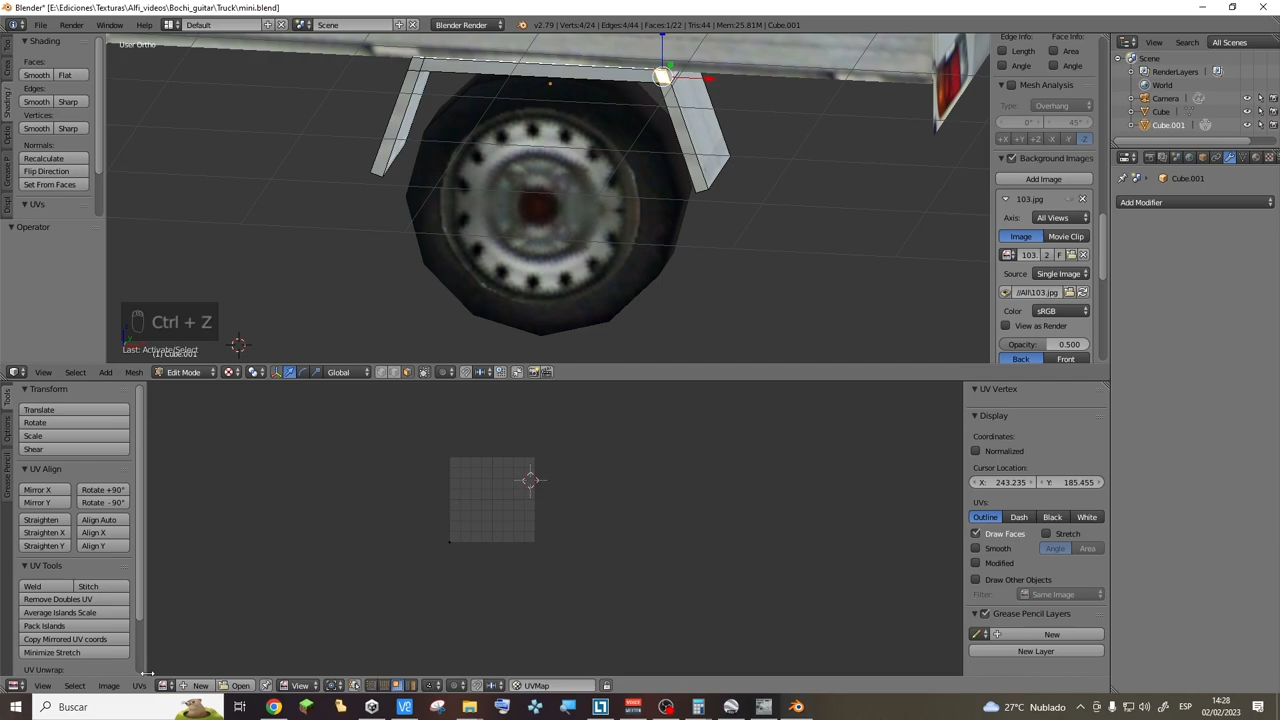 Blender* [E:\Ediciones\Texturas\Alfi_videos\Bochi_guitar\Truck\mini.blend]
File Render Window Help Default Scene Blender Render v2.79 | Verts:4/24 | Edges:4/44 | Faces:1/22 | Tris:44 | Mem:25.81M | Cube.001
View Search All Scenes
Shading
Faces:
Smooth Flat
Edges:
Smooth Sharp
Vertices:
Smooth Sharp
Normals:
Recalculate
Flip Direction
Set From Faces
UVs
Operator
User Ortho
Ctrl + Z
Last: Activate/Select
(1) Cube.001
Edge Info: Face Info:
Length Area
Angle Angle
Mesh Analysis
Type: Overhang
0° 45°
+X +Y +Z -X -Y -Z
Background Images
Add Image
103.jpg
Axis: All Views
Image Movie Clip
103. 2 F
Source Single Image
//All\103.jpg
Color sRGB
View as Render
Opacity: 0.500
Back Front
Scene
RenderLayers
World
Camera
Cube
Cube.001
Cube.001
Add Modifier
View Select Add Mesh Edit Mode Global
Transform
Translate
Rotate
Scale
Shear
UV Align
Mirror X Rotate +90°
Mirror Y Rotate -90°
Straighten Align Auto
Straighten X Align X
Straighten Y Align Y
UV Tools
Weld Stitch
Remove Doubles UV
Average Islands Scale
Pack Islands
Copy Mirrored UV coords
Minimize Stretch
UV Unwrap:
Tools
Options
Grease Pencil
UV Vertex
Display
Coordinates:
Normalized
Cursor Location:
X: 243.235 Y: 185.455
UVs:
Outline Dash Black White
Draw Faces Stretch
Smooth Angle Area
Modified
Draw Other Objects
Filter: Same Image
Grease Pencil Layers
New
New Layer
View Select Image UVs New Open View UVMap
Buscar
27°C Nublado ESP 14:28
02/02/2023